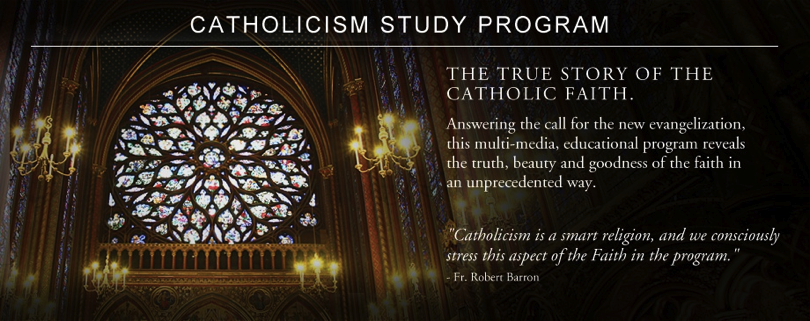 CATHOLICISM STUDY PROGRAM
THE TRUE STORY OF THE
CATHOLIC FAITH.
Answering the call for the new evangelization,
this multi-media, educational program reveals
the truth, beauty and goodness of the faith in
an unprecedented way.
"Catholicism is a smart religion, and we consciously
stress this aspect of the Faith in the program."
- Fr. Robert Barron